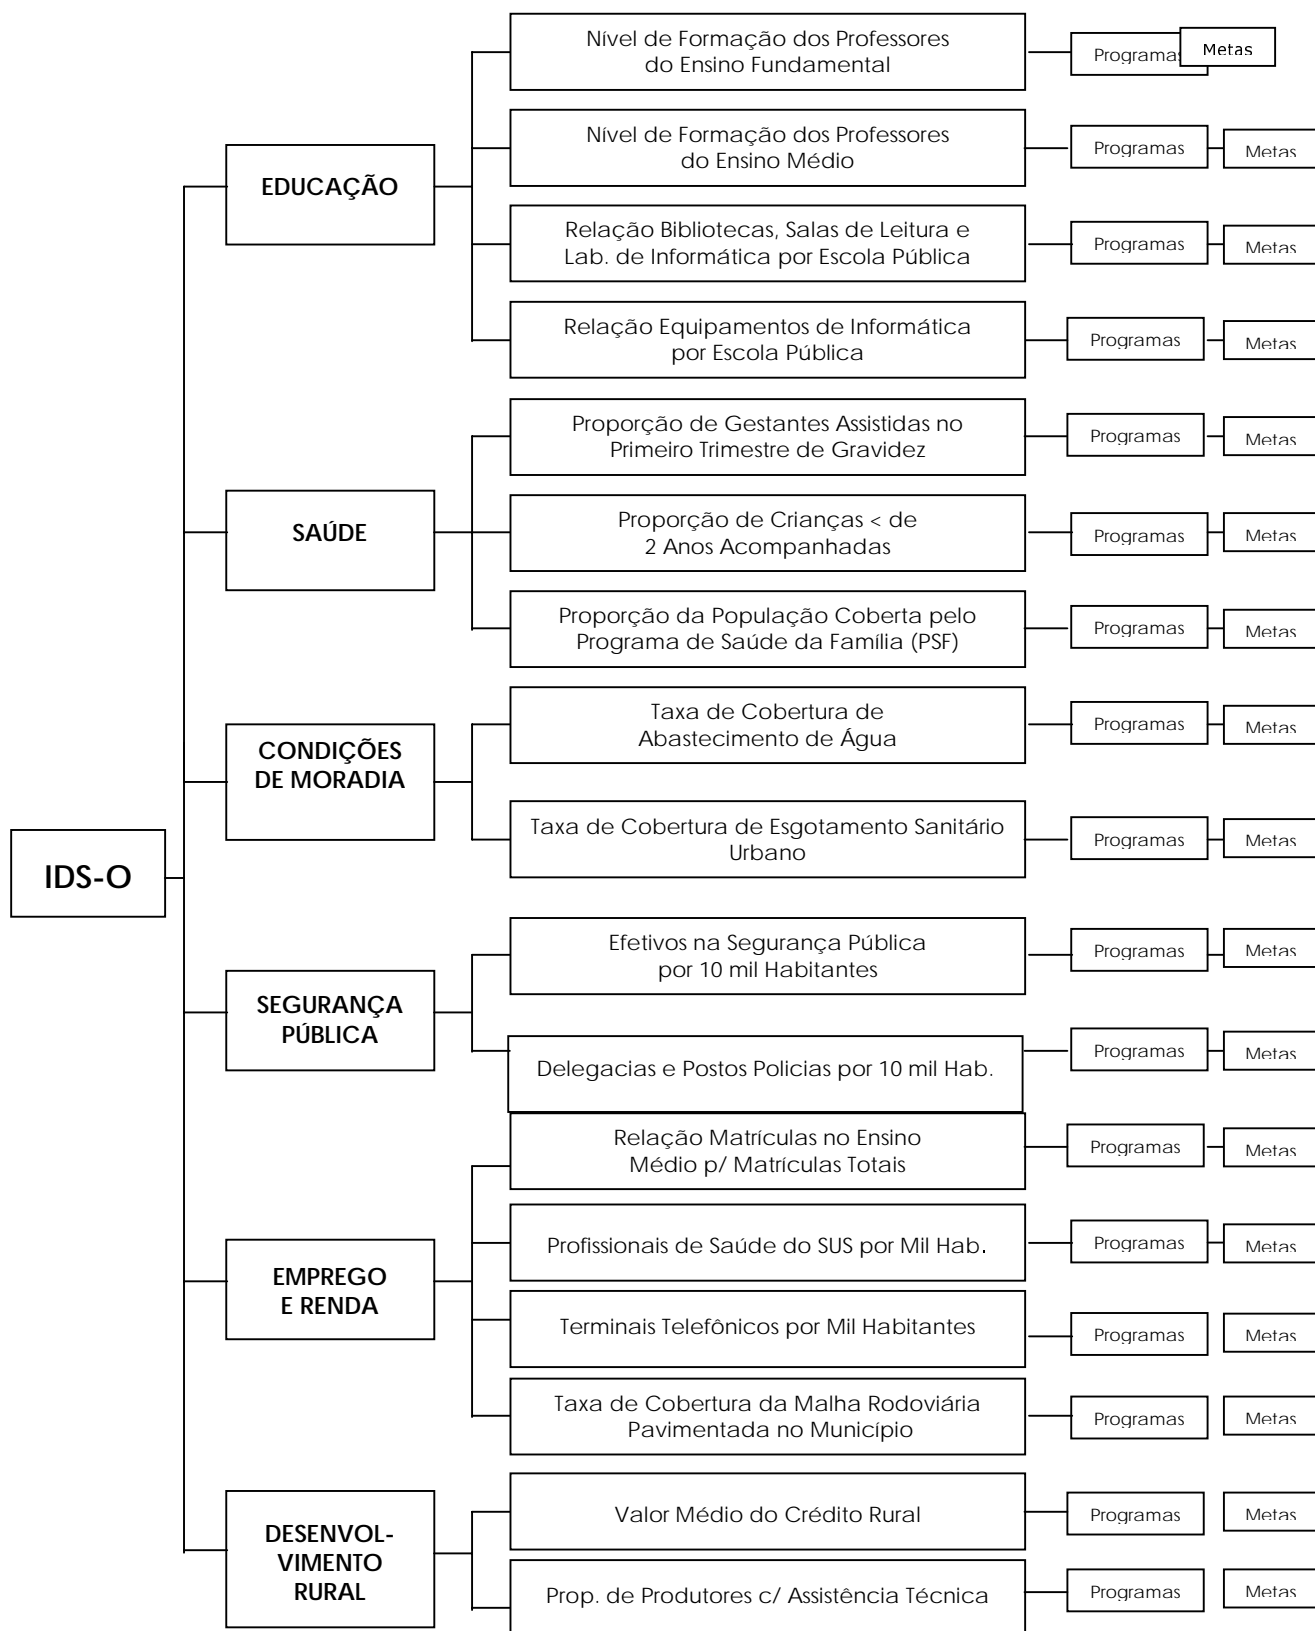 Nível de Formação dos Professores
do Ensino Fundamental
Programas
Metas
Nível de Formação dos Professores
do Ensino Médio
Programas
Metas
EDUCAÇÃO
Relação Bibliotecas, Salas de Leitura e
Lab. de Informática por Escola Pública
Programas
Metas
Relação Equipamentos de Informática
por Escola Pública
Programas
Metas
Proporção de Gestantes Assistidas no
Primeiro Trimestre de Gravidez
Programas
Metas
SAÚDE
Proporção de Crianças < de
2 Anos Acompanhadas
Programas
Metas
Proporção da População Coberta pelo
Programa de Saúde da Família (PSF)
Programas
Metas
Taxa de Cobertura de
Abastecimento de Água
Programas
Metas
CONDIÇÕES
DE MORADIA
Taxa de Cobertura de Esgotamento Sanitário
Urbano
Programas
Metas
IDS-O
Efetivos na Segurança Pública
por 10 mil Habitantes
Programas
Metas
SEGURANÇA
PÚBLICA
Delegacias e Postos Policias por 10 mil Hab.
Programas
Metas
Relação Matrículas no Ensino
Médio p/ Matrículas Totais
Programas
Metas
Profissionais de Saúde do SUS por Mil Hab.
Programas
Metas
EMPREGO
E RENDA
Terminais Telefônicos por Mil Habitantes
Programas
Metas
Taxa de Cobertura da Malha Rodoviária
Pavimentada no Município
Programas
Metas
Valor Médio do Crédito Rural
Programas
Metas
DESENVOL-
VIMENTO
RURAL
Prop. de Produtores c/ Assistência Técnica
Programas
Metas